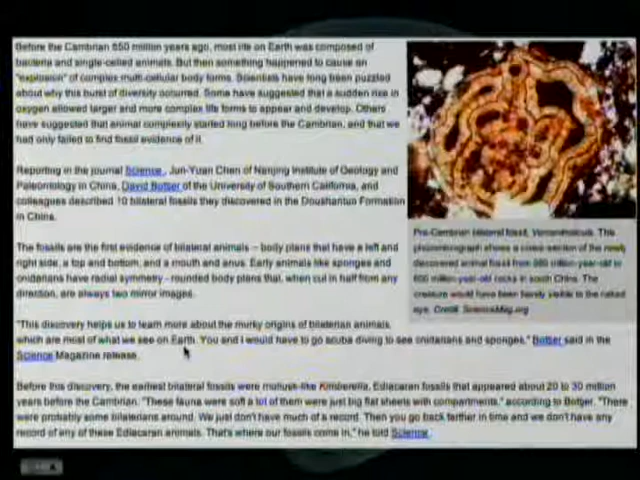 Before the Cambrian 550 million years ago, most life on Earth was composed of
bacteria and single-celled animals. But then something happened to cause an
"explosion" of complex multi-cellular body forms. Scientists have long been puzzled
about why this burst of diversity occurred. Some have suggested that a sudden rise in
oxygen allowed larger and more complex life forms to appear and develop. Others
have suggested that animal complexity started long before the Cambrian, and that we
had only failed to find fossil evidence of it.
Reporting in the journal Science, Jun-Yuan Chen of Nanjing Institute of Geology and
Paleontology in China, David Bottjer of the University of Southern California, and
colleagues described 10 bilateral fossils they discovered in the Doushantuo Formation
in China.
The fossils are the first evidence of bilateral animals -- body plans that have a left and
right side, a top and bottom, and a mouth and anus. Early animals like sponges and
cnidarians have radial symmetry - rounded body plans that, when cut in half from any
direction, are always two mirror images.
"This discovery helps us to learn more about the murky origins of bilaterian animals,
which are most of what we see on Earth. You and I would have to go scuba diving to see cnidarians and sponges," Bottjer said in the
Science Magazine release.
Before this discovery, the earliest bilateral fossils were mollusk-like Kimberella, Ediacaran fossils that appeared about 20 to 30 million
years before the Cambrian. "These fauna were soft a lot of them were just big flat sheets with compartments," according to Bottjer. "There
were probably some bilaterians around. We just don't have much of a record. Then you go back farther in time and we don't have any
record of any of these Ediacaran animals. That's where our fossils come in," he told Science.
Pre-Cambrian bilateral fossil, Vernanimalcula. This
photomicrograph shows a cross-section of the newly
discovered animal fossil from 580 million-year-old to
600 million-year-old rocks in south China. The
creature would have been barely visible to the naked
eye. Credit: ScienceMag.org